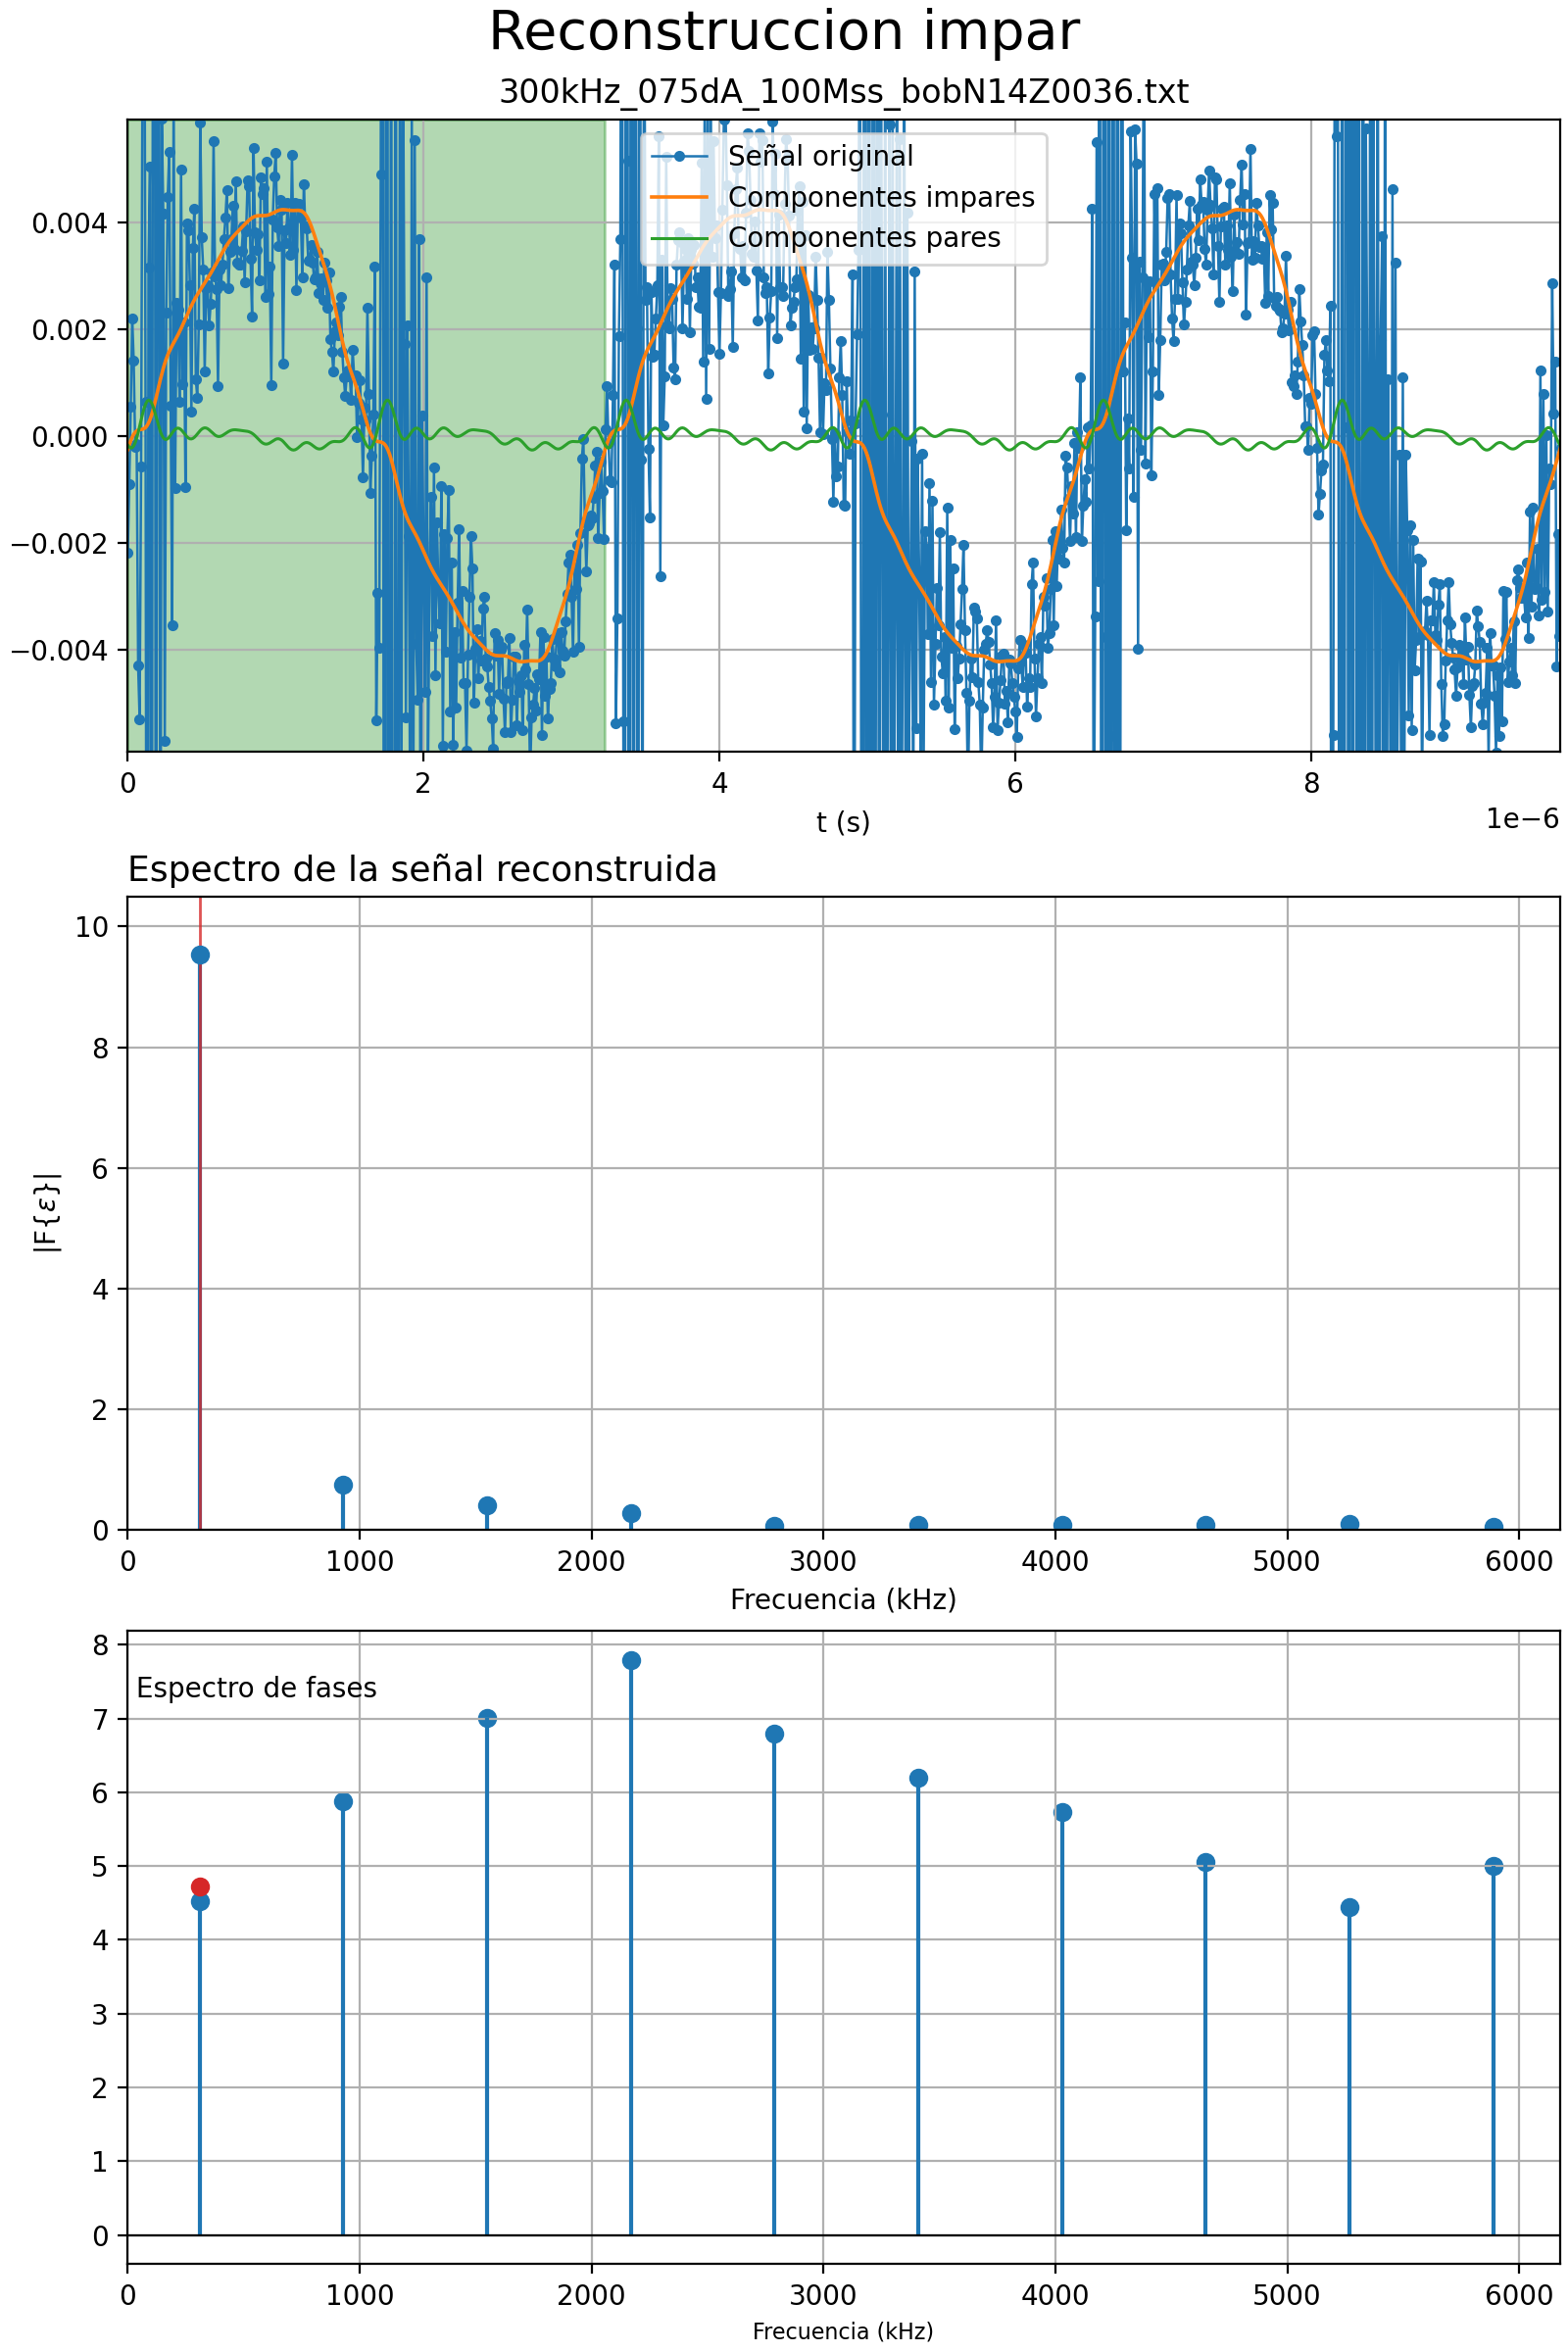 Reconstruccion impar
300kHz_075dA_100Mss_bobN14Z0036.txt
Señal original
Componentes impares
Componentes pares
0.004
0.002
0.000
−0.002
−0.004
0 2 4 6 8
1e−6
t (s)
Espectro de la señal reconstruida
10
8
6
4
2
0
|F{ε}|
0 1000 2000 3000 4000 5000 6000
Frecuencia (kHz)
Espectro de fases
8
7
6
5
4
3
2
1
0
0 1000 2000 3000 4000 5000 6000
Frecuencia (kHz)